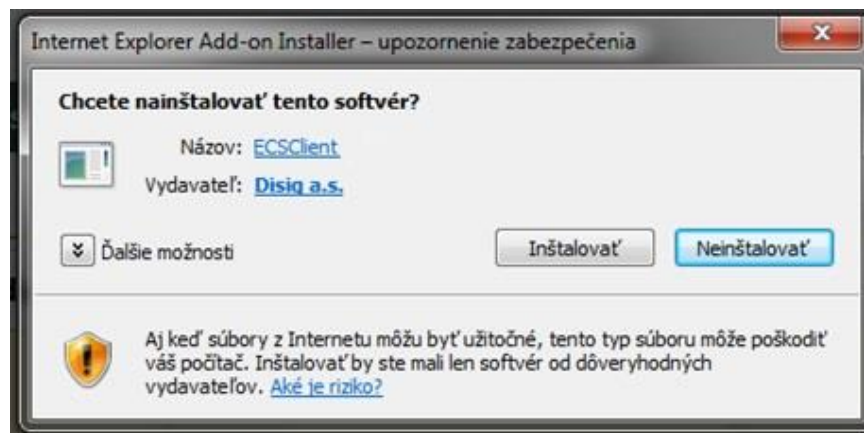 Internet Explorer Add-on Installer – upozornenie zabezpečenia
Chcete nainštalovať tento softvér?
Názov: ECSClient
Vydavateľ: Disig a.s.
Ďalšie možnosti
Inštalovať Neinštalovať
Aj keď súbory z Internetu môžu byť užitočné, tento typ súboru môže poškodiť
váš počítač. Inštalovať by ste mali len softvér od dôveryhodných
vydavateľov. Aké je riziko?